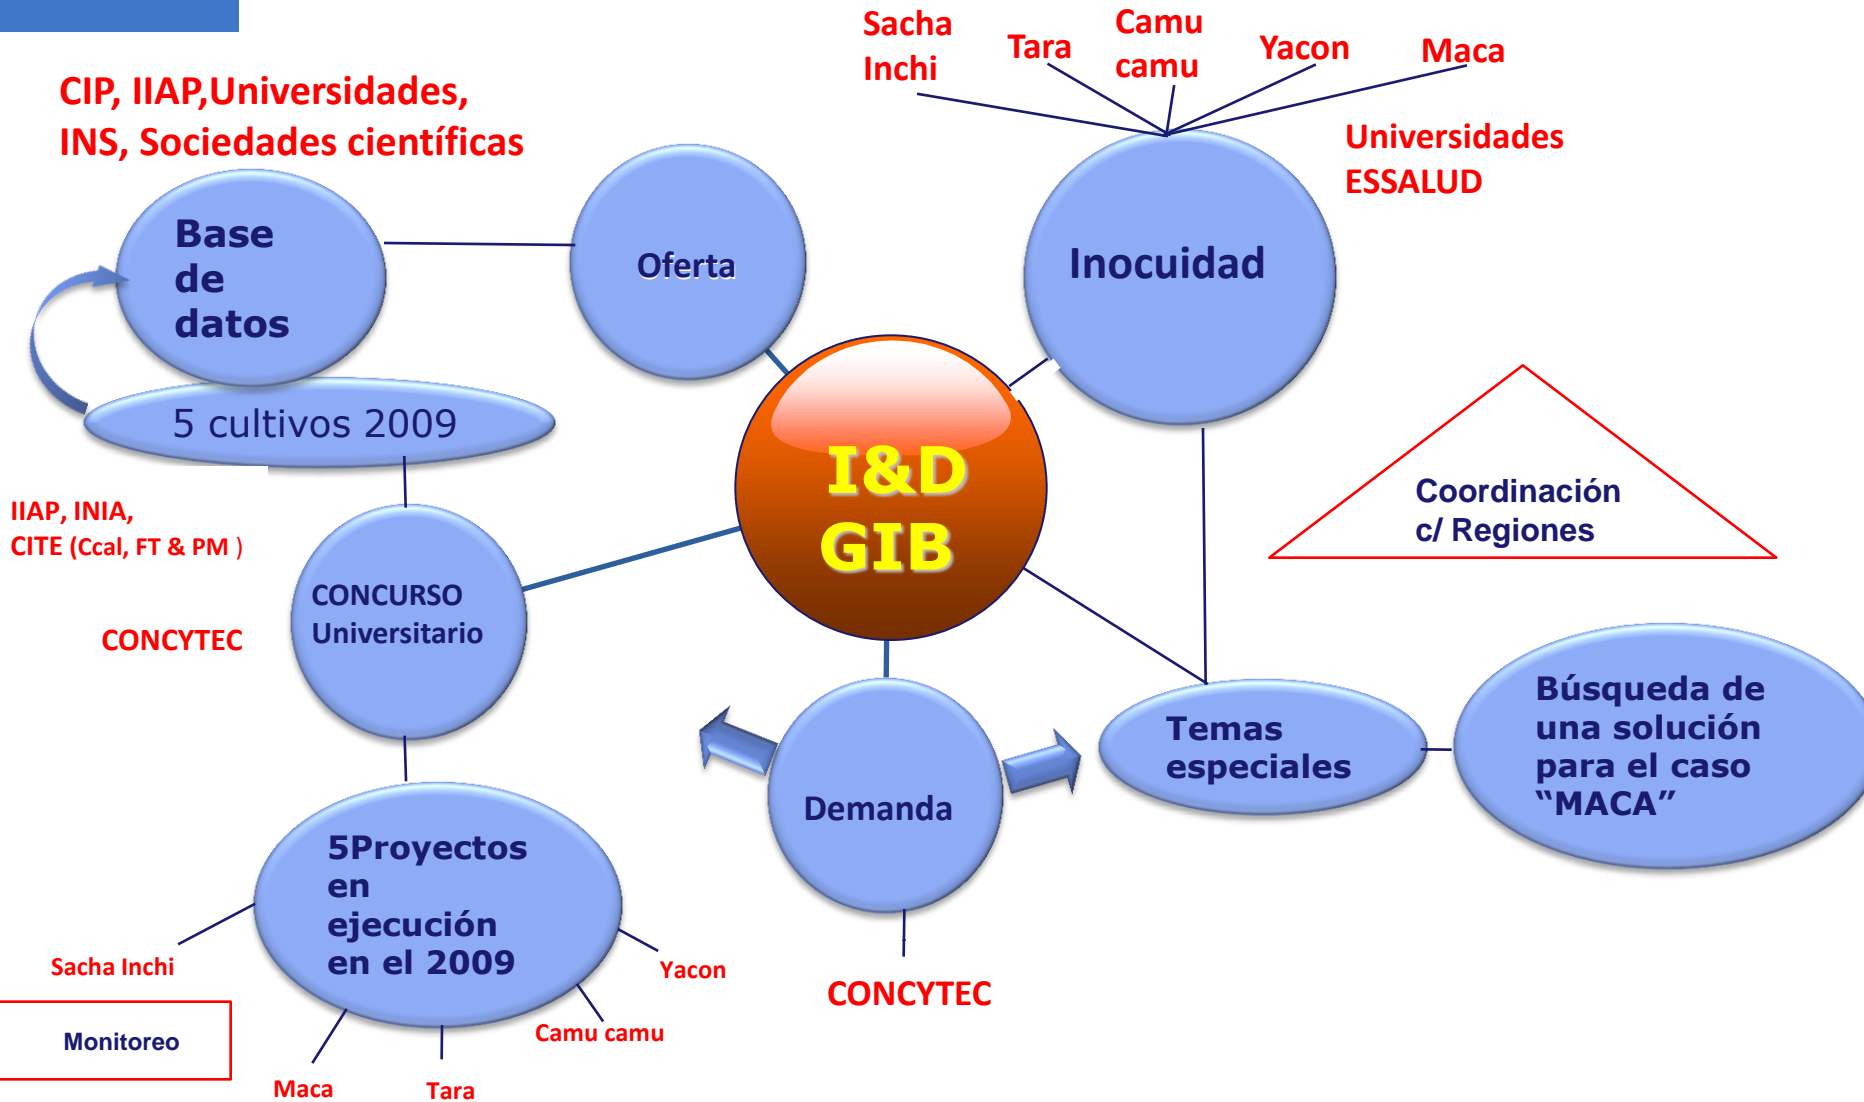 Sacha
Inchi
Tara
Camu
camu
Yacon
Maca
CIP, IIAP,Universidades,
INS, Sociedades científicas
Universidades
ESSALUD
Base
de
datos
Oferta
Inocuidad
5 cultivos 2009
I&D
GIB
Coordinación
c/ Regiones
IIAP, INIA,
CITE (Ccal, FT & PM )
CONCURSO
Universitario
CONCYTEC
Temas
especiales
Búsqueda de
una solución
para el caso
“MACA”
Demanda
5Proyectos
en
ejecución
en el 2009
Sacha Inchi
Yacon
CONCYTEC
Camu camu
Monitoreo
Maca
Tara